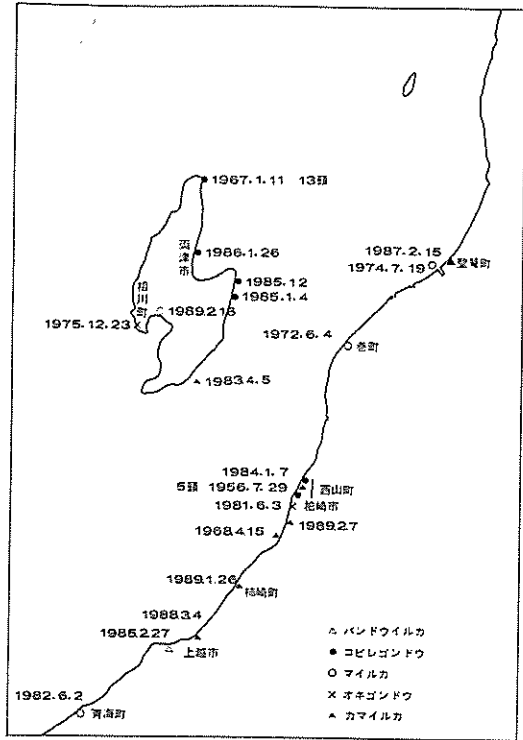 1967.1.11 13頭
両津市
1986.1.26
1987.2.15
1974.7.19
聖篭町
1985.12
1985.1.4
相川町
1989.2.18
1975.12.23
1972.6.4
巻町
1983.4.5
1984.1.7
5頭 1956.7.29
西山町
1981.6.3
柏崎市
1989.2.7
1968.4.15
1989.1.26
柿崎町
1988.3.4
1985.2.27
上越市
1982.6.2
青海町
△ バンドウイルカ
● コビレゴンドウ
○ マイルカ
× オキゴンドウ
▲ カマイルカ